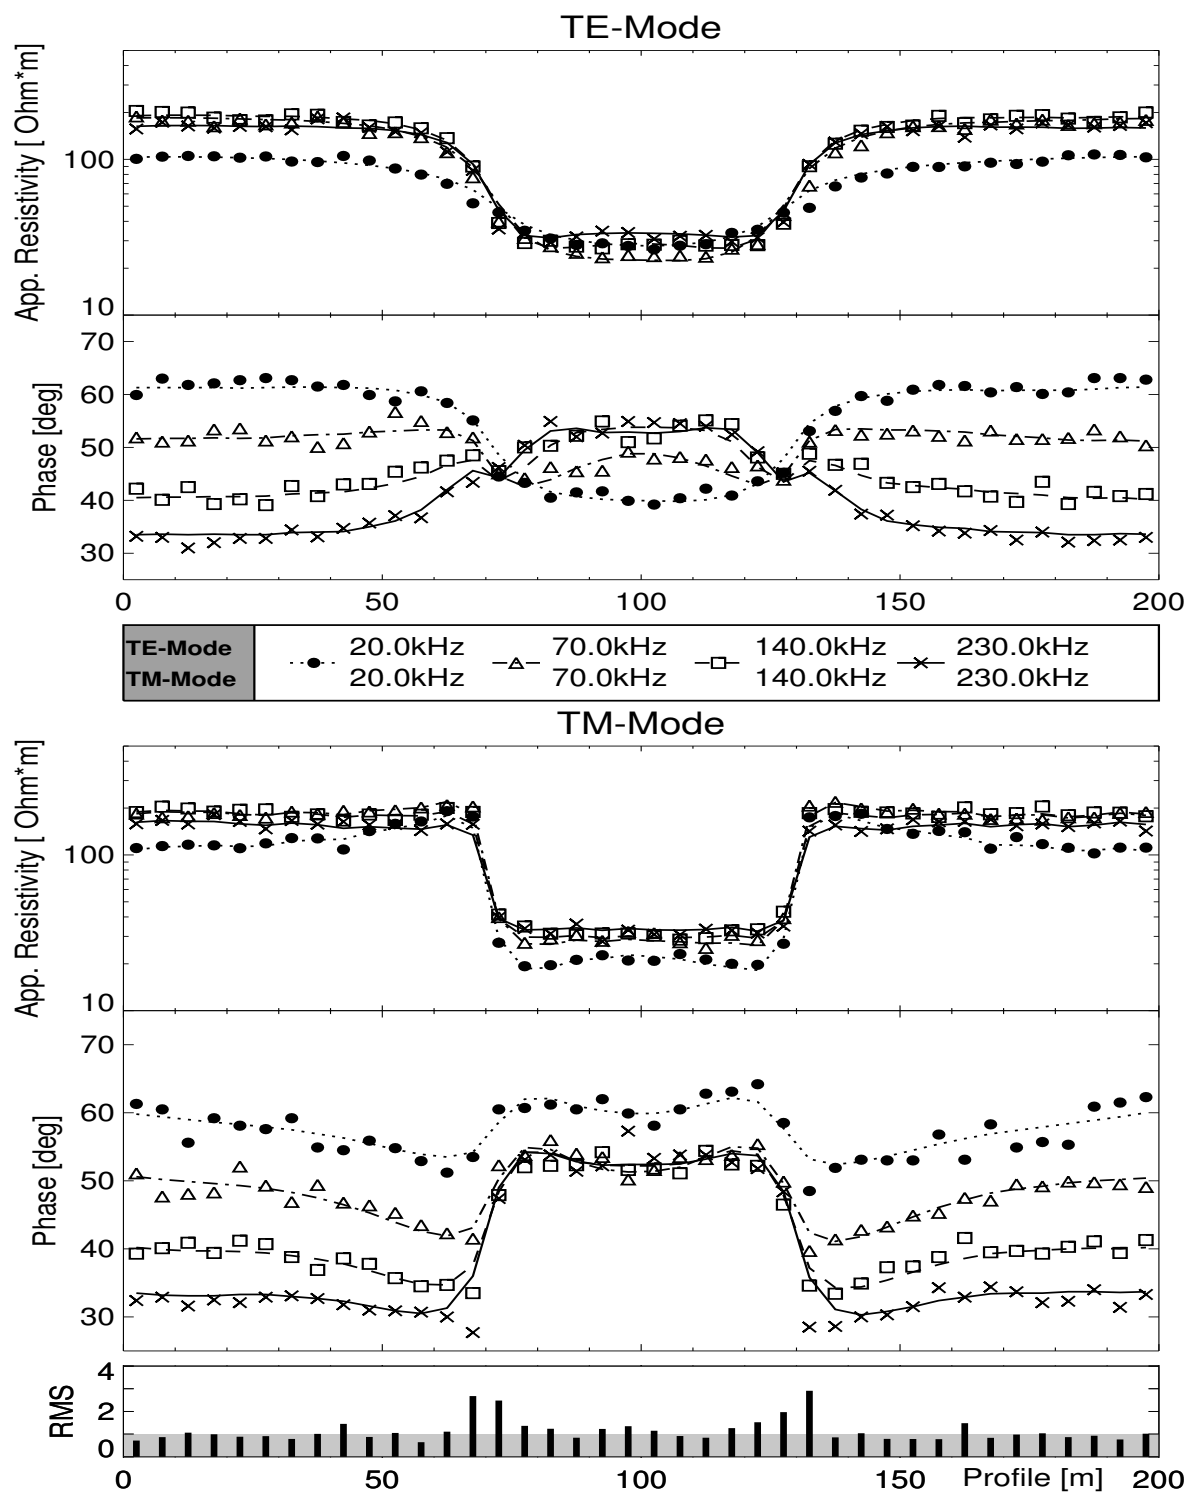 TE-Mode
App. Resistivity [ Ohm*m]
100
10
Phase [deg]
70
60
50
40
30
0 50 100 150 200
TE-Mode 20.0kHz 70.0kHz 140.0kHz 230.0kHz
TM-Mode 20.0kHz 70.0kHz 140.0kHz 230.0kHz
TM-Mode
App. Resistivity [ Ohm*m]
100
10
Phase [deg]
70
60
50
40
30
RMS
4
2
0
0 50 100 150 Profile [m] 200